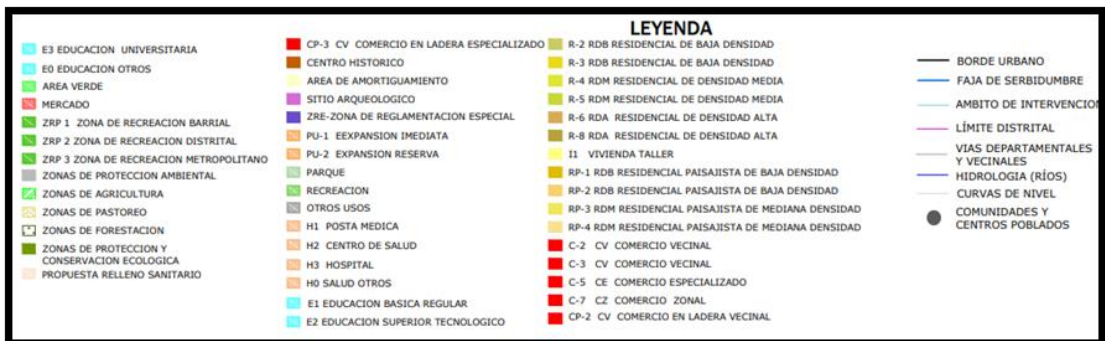 LEYENDA
E3 EDUCACION UNIVERSITARIA
E0 EDUCACION OTROS
AREA VERDE
MERCADO
ZRP 1 ZONA DE RECREACION BARRIAL
ZRP 2 ZONA DE RECREACION DISTRITAL
ZRP 3 ZONA DE RECREACION METROPOLITANO
ZONAS DE PROTECCION AMBIENTAL
ZONAS DE AGRICULTURA
ZONAS DE PASTOREO
ZONAS DE FORESTACION
ZONAS DE PROTECCION Y
CONSERVACION ECOLOGICA
PROPUESTA RELLENO SANITARIO
CP-3 CV COMERCIO EN LADERA ESPECIALIZADO
CENTRO HISTORICO
AREA DE AMORTIGUAMIENTO
SITIO ARQUEOLOGICO
ZRE-ZONA DE REGLAMENTACION ESPECIAL
PU-1 EEXPANSION IMEDIATA
PU-2 EXPANSION RESERVA
PARQUE
RECREACION
OTROS USOS
H1 POSTA MEDICA
H2 CENTRO DE SALUD
H3 HOSPITAL
H0 SALUD OTROS
E1 EDUCACION BASICA REGULAR
E2 EDUCACION SUPERIOR TECNOLOGICO
R-2 RDB RESIDENCIAL DE BAJA DENSIDAD
R-3 RDB RESIDENCIAL DE BAJA DENSIDAD
R-4 RDM RESIDENCIAL DE DENSIDAD MEDIA
R-5 RDM RESIDENCIAL DE DENSIDAD MEDIA
R-6 RDA RESIDENCIAL DE DENSIDAD ALTA
R-8 RDA RESIDENCIAL DE DENSIDAD ALTA
I1 VIVIENDA TALLER
RP-1 RDB RESIDENCIAL PAISAJISTA DE BAJA DENSIDAD
RP-2 RDB RESIDENCIAL PAISAJISTA DE BAJA DENSIDAD
RP-3 RDM RESIDENCIAL PAISAJISTA DE MEDIANA DENSIDAD
RP-4 RDM RESIDENCIAL PAISAJISTA DE MEDIANA DENSIDAD
C-2 CV COMERCIO VECINAL
C-3 CV COMERCIO VECINAL
C-5 CE COMERCIO ESPECIALIZADO
C-7 CZ COMERCIO ZONAL
CP-2 CV COMERCIO EN LADERA VECINAL
BORDE URBANO
FAJA DE SERBIDUMBRE
AMBITO DE INTERVENCION
LÍMITE DISTRITAL
VIAS DEPARTAMENTALES
Y VECINALES
HIDROLOGIA (RÍOS)
CURVAS DE NIVEL
COMUNIDADES Y
CENTROS POBLADOS